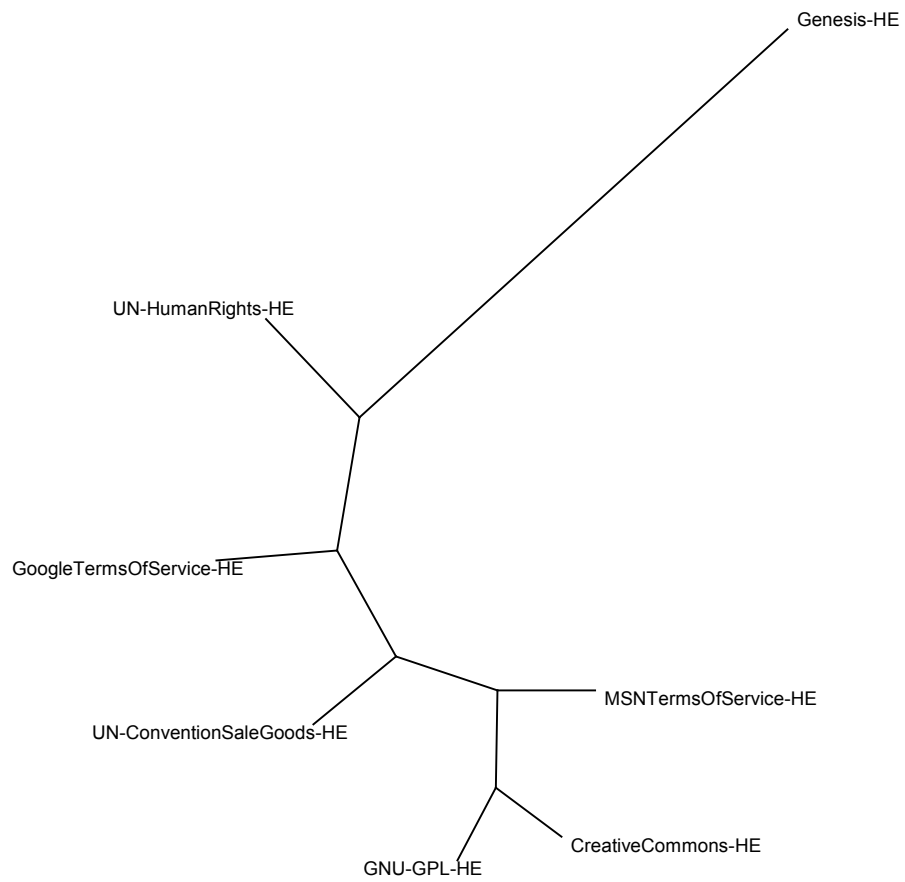 Genesis-HE
UN-HumanRights-HE
GoogleTermsOfService-HE
MSNTermsOfService-HE
UN-ConventionSaleGoods-HE
CreativeCommons-HE
GNU-GPL-HE